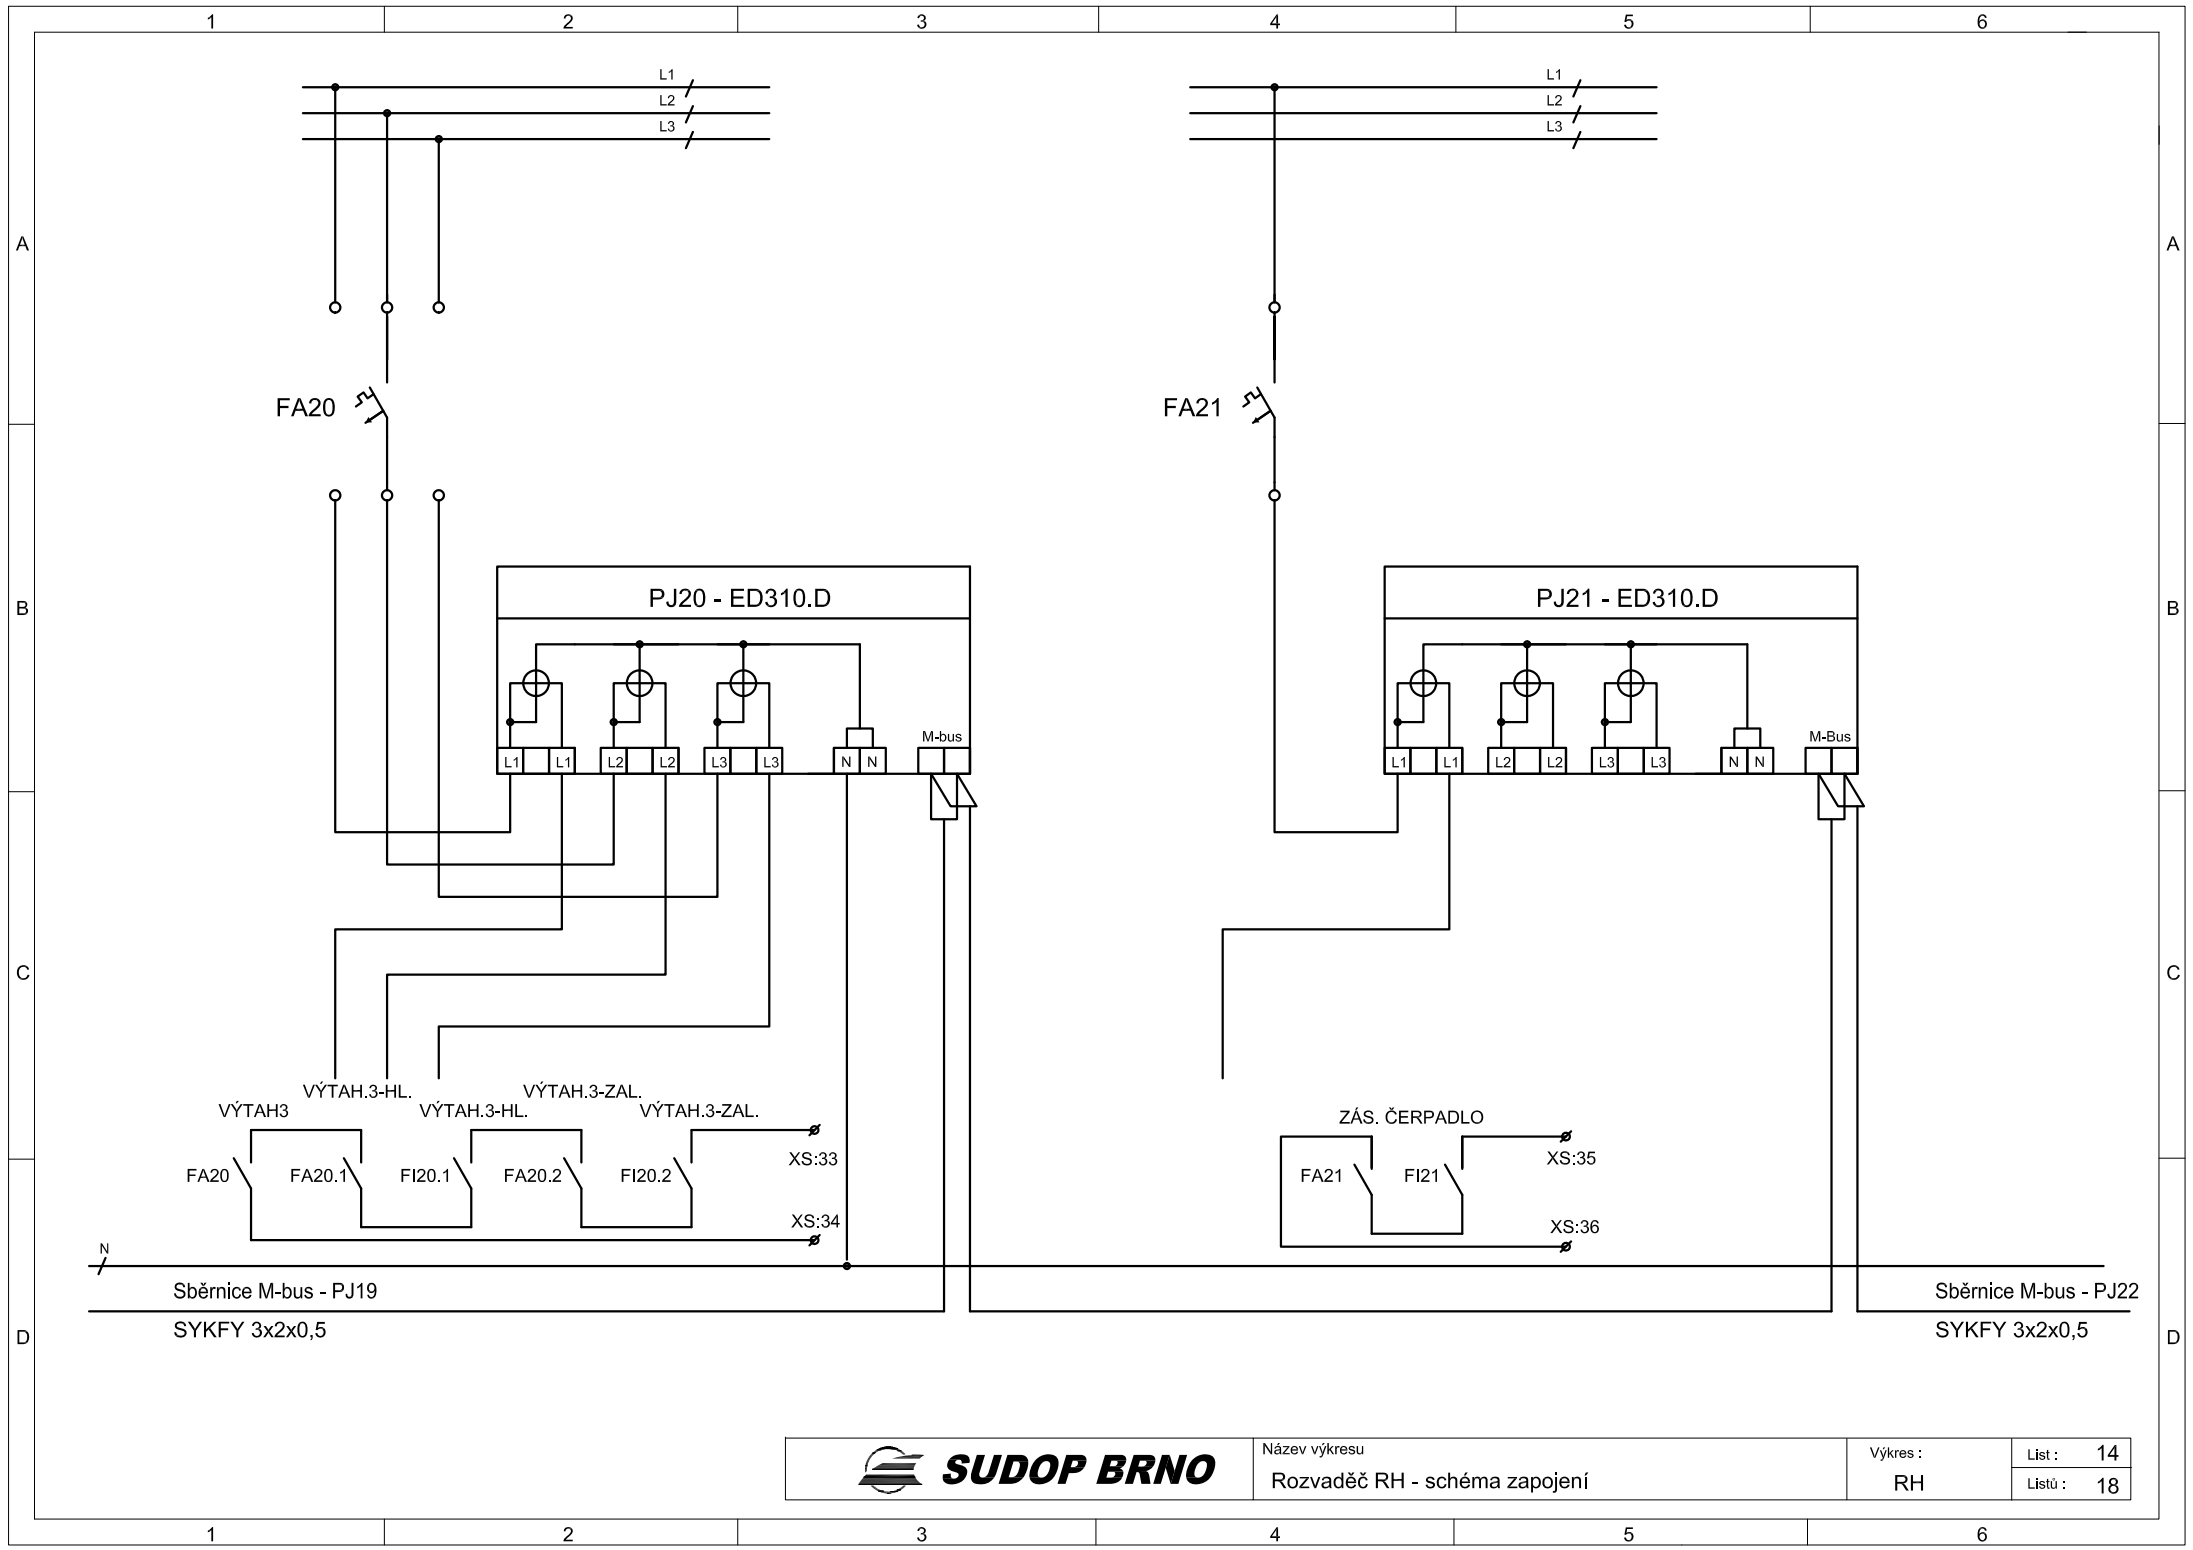 1 2 3 4 5 6
L1
L2
L3
L1
L2
L3
A A
FA20
FA21
B B
PJ20 - ED310.D
M-bus
L1 L1 L2 L2 L3 L3 N N
PJ21 - ED310.D
M-Bus
L1 L1 L2 L2 L3 L3 N N
C C
VÝTAH3
VÝTAH.3-HL.
VÝTAH.3-HL.
VÝTAH.3-ZAL.
VÝTAH.3-ZAL.
FA20 FA20.1 FI20.1 FA20.2 FI20.2
XS:33
XS:34
ZÁS. ČERPADLO
FA21 FI21
XS:35
XS:36
N
Sběrnice M-bus - PJ19
SYKFY 3x2x0,5
Sběrnice M-bus - PJ22
SYKFY 3x2x0,5
D D
SUDOP BRNO
Název výkresu
Rozvaděč RH - schéma zapojení
Výkres :
RH
List : 14
Listů : 18
1 2 3 4 5 6